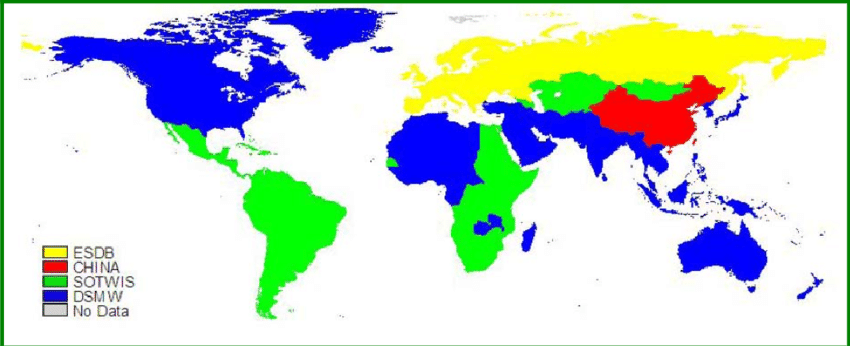 ESDB
CHINA
SOTWIS
DSMW
No Data